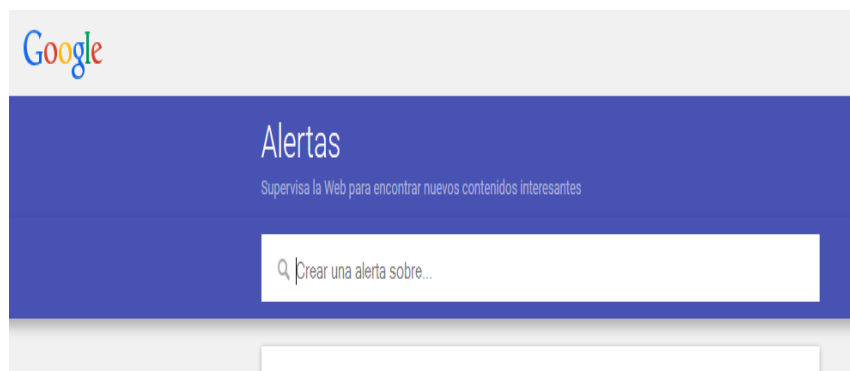 Google
Alertas
Supervisa la Web para encontrar nuevos contenidos interesantes
Crear una alerta sobre...